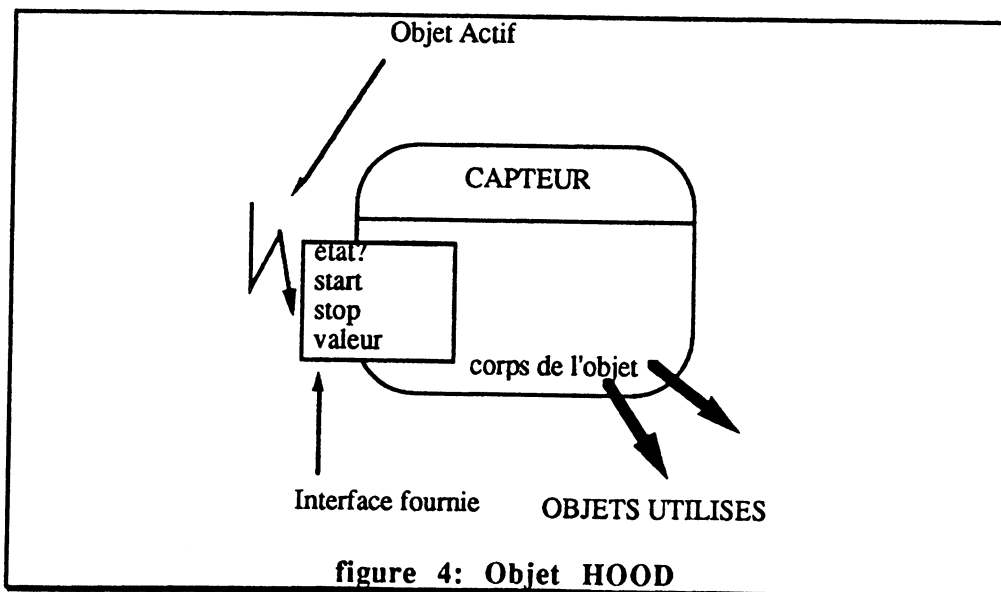 Objet Actif
CAPTEUR
état?
start
stop
valeur
corps de l'objet
Interface fournie
OBJETS UTILISES
figure 4: Objet HOOD